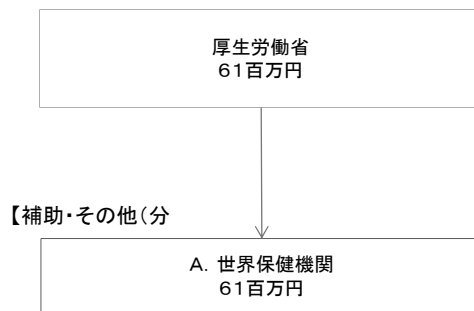 厚生労働省
６１百万円
【補助・その他（分
A．世界保健機関
６１百万円